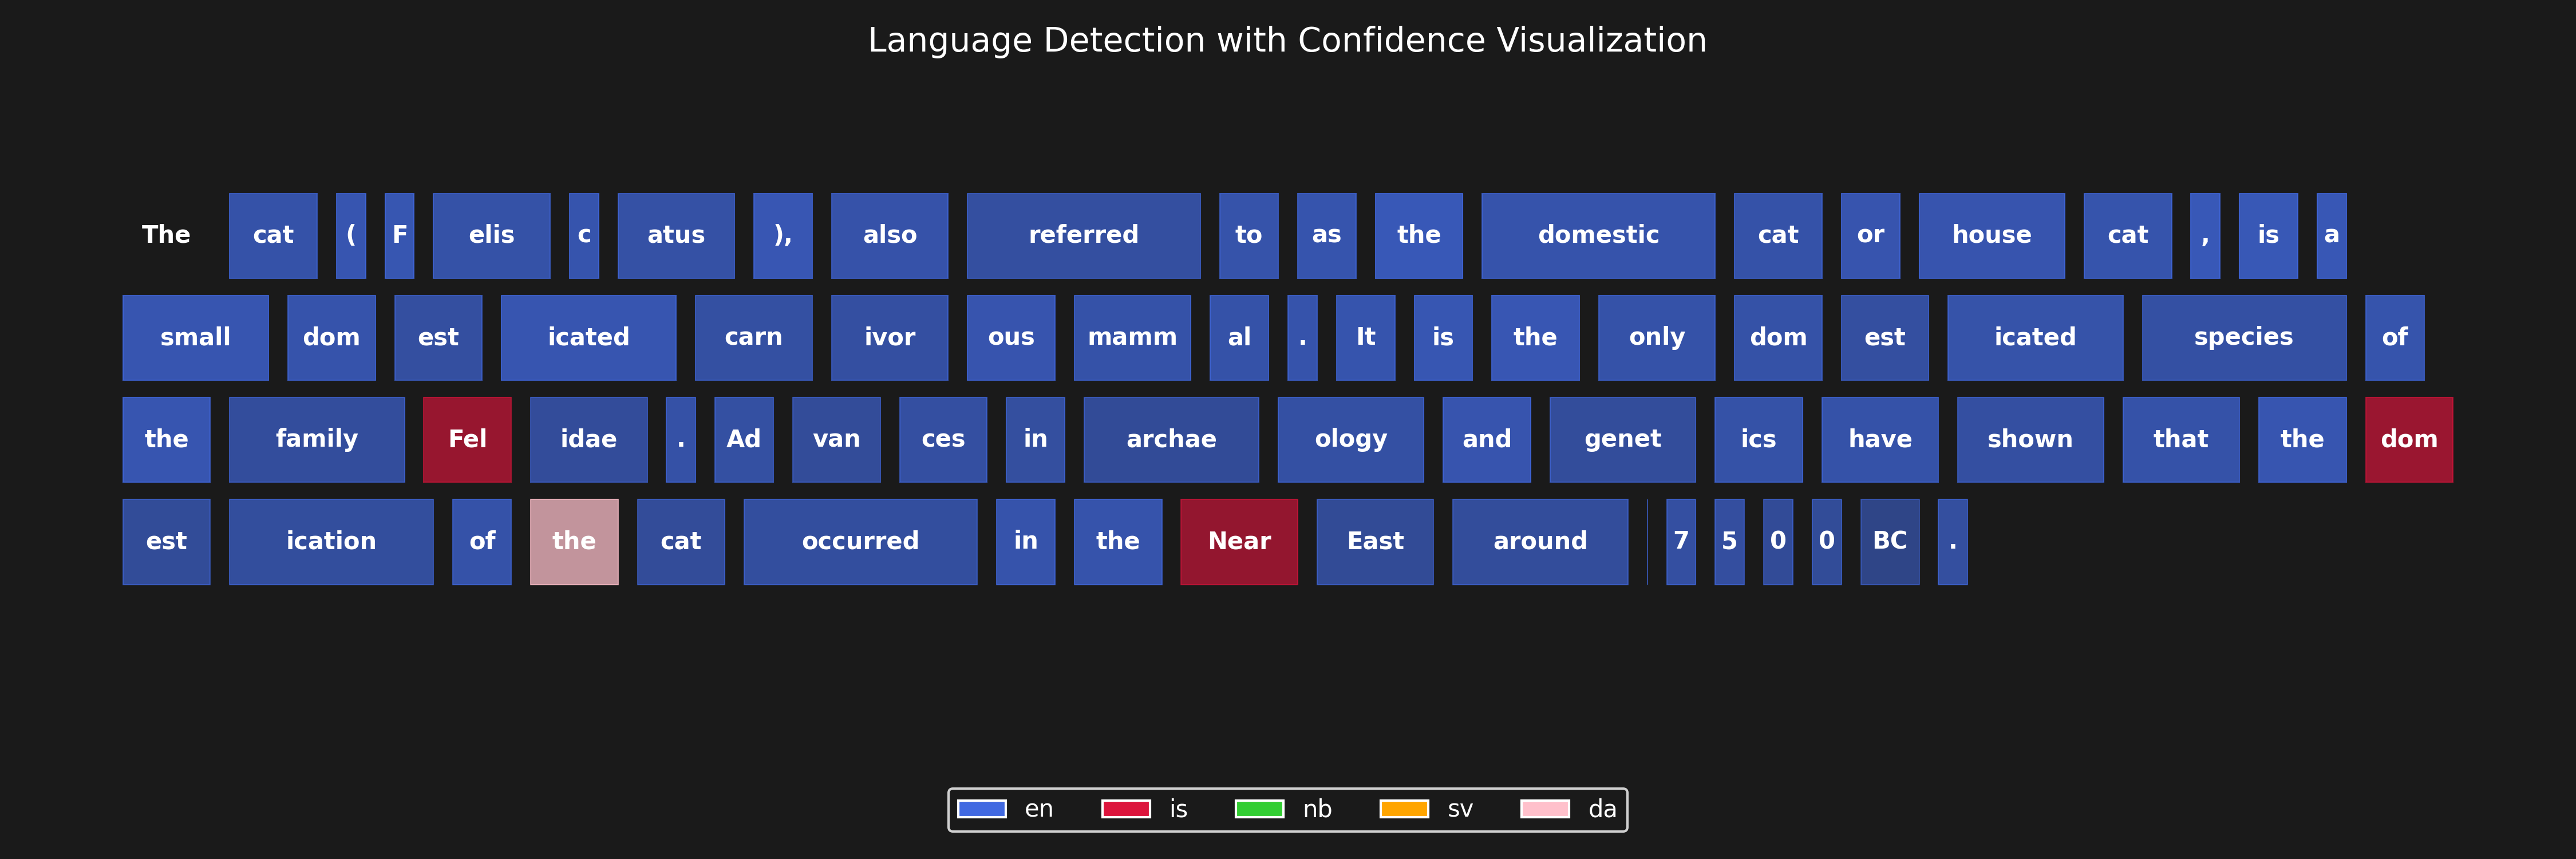 Language Detection with Confidence Visualization
The cat ( F elis c atus ), also referred to as the domestic cat or house cat , is a
small dom est icated carn ivor ous mamm al . It is the only dom est icated species of
the family Fel idae . Ad van ces in archae ology and genet ics have shown that the dom
est ication of the cat occurred in the Near East around 7 5 0 0 BC .
en is nb sv da